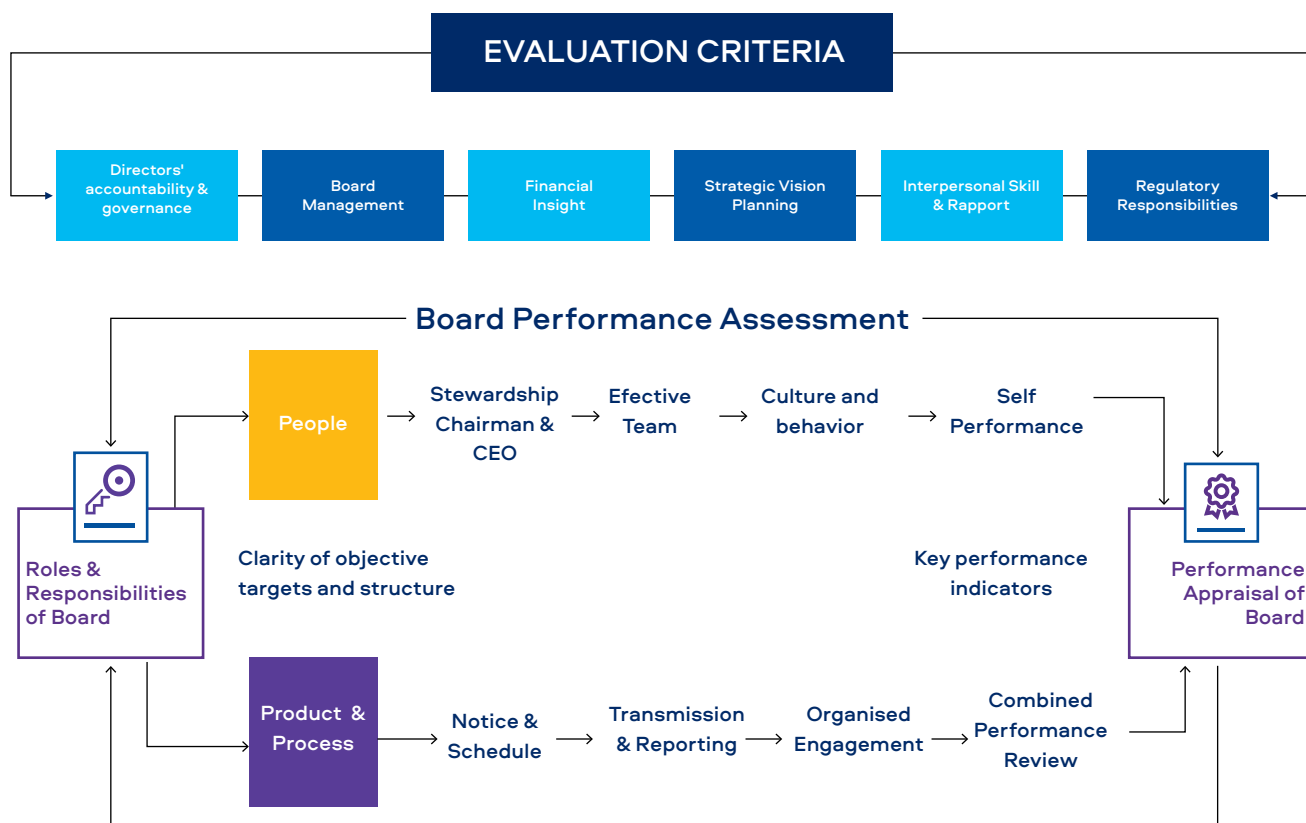 EVALUATION CRITERIA
Directors'
accountability &
governance
Board
Management
Financial
Insight
Strategic Vision
Planning
Interpersonal Skill
& Rapport
Regulatory
Responsibilities
Board Performance Assessment
People
Stewardship
Chairman &
CEO
Efective
Team
Culture and
behavior
Self
Performance
Roles &
Responsibilities
of Board
Clarity of objective
targets and structure
Key performance
indicators
Performance
Appraisal of
Board
Product &
Process
Notice &
Schedule
Transmission
& Reporting
Organised
Engagement
Combined
Performance
Review